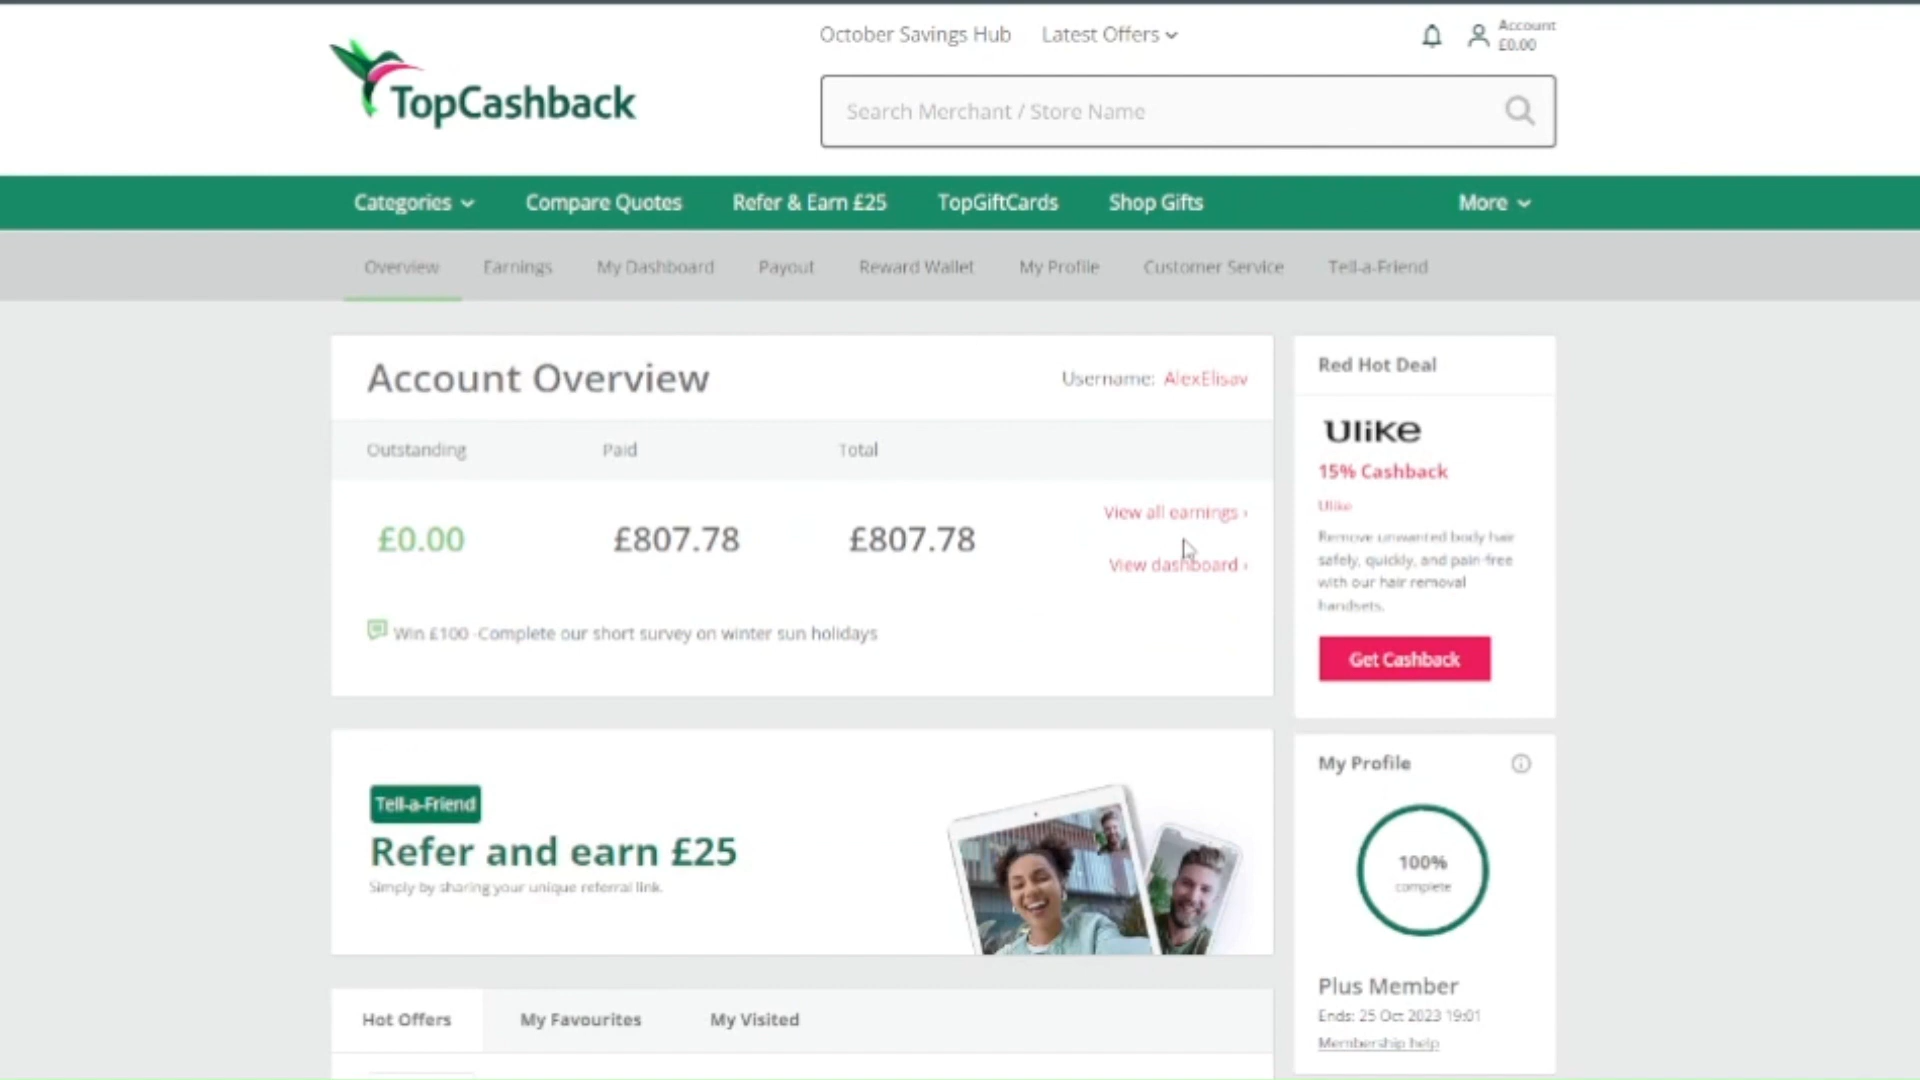 October Savings Hub
Latest Offers
Account
£0.00
TopCashback
Search Merchant / Store Name
Categories
Compare Quotes
Refer & Earn £25
TopGiftCards
Shop Gifts
More
Overview
Earnings
My Dashboard
Payout
Reward Wallet
My Profile
Customer Service
Tell-a-Friend
Account Overview
Username: AlexElisav
Outstanding
Paid
Total
£0.00
£807.78
£807.78
View all earnings ›
View dashboard ›
Win £100 -Complete our short survey on winter sun holidays
Tell-a-Friend
Refer and earn £25
Simply by sharing your unique referral link.
Hot Offers
My Favourites
My Visited
Red Hot Deal
Ulike
15% Cashback
Ulike
Remove unwanted body hair
safely, quickly, and pain-free
with our hair removal
handsets.
Get Cashback
My Profile
100%
complete
Plus Member
Ends: 25 Oct 2023 19:01
Membership help